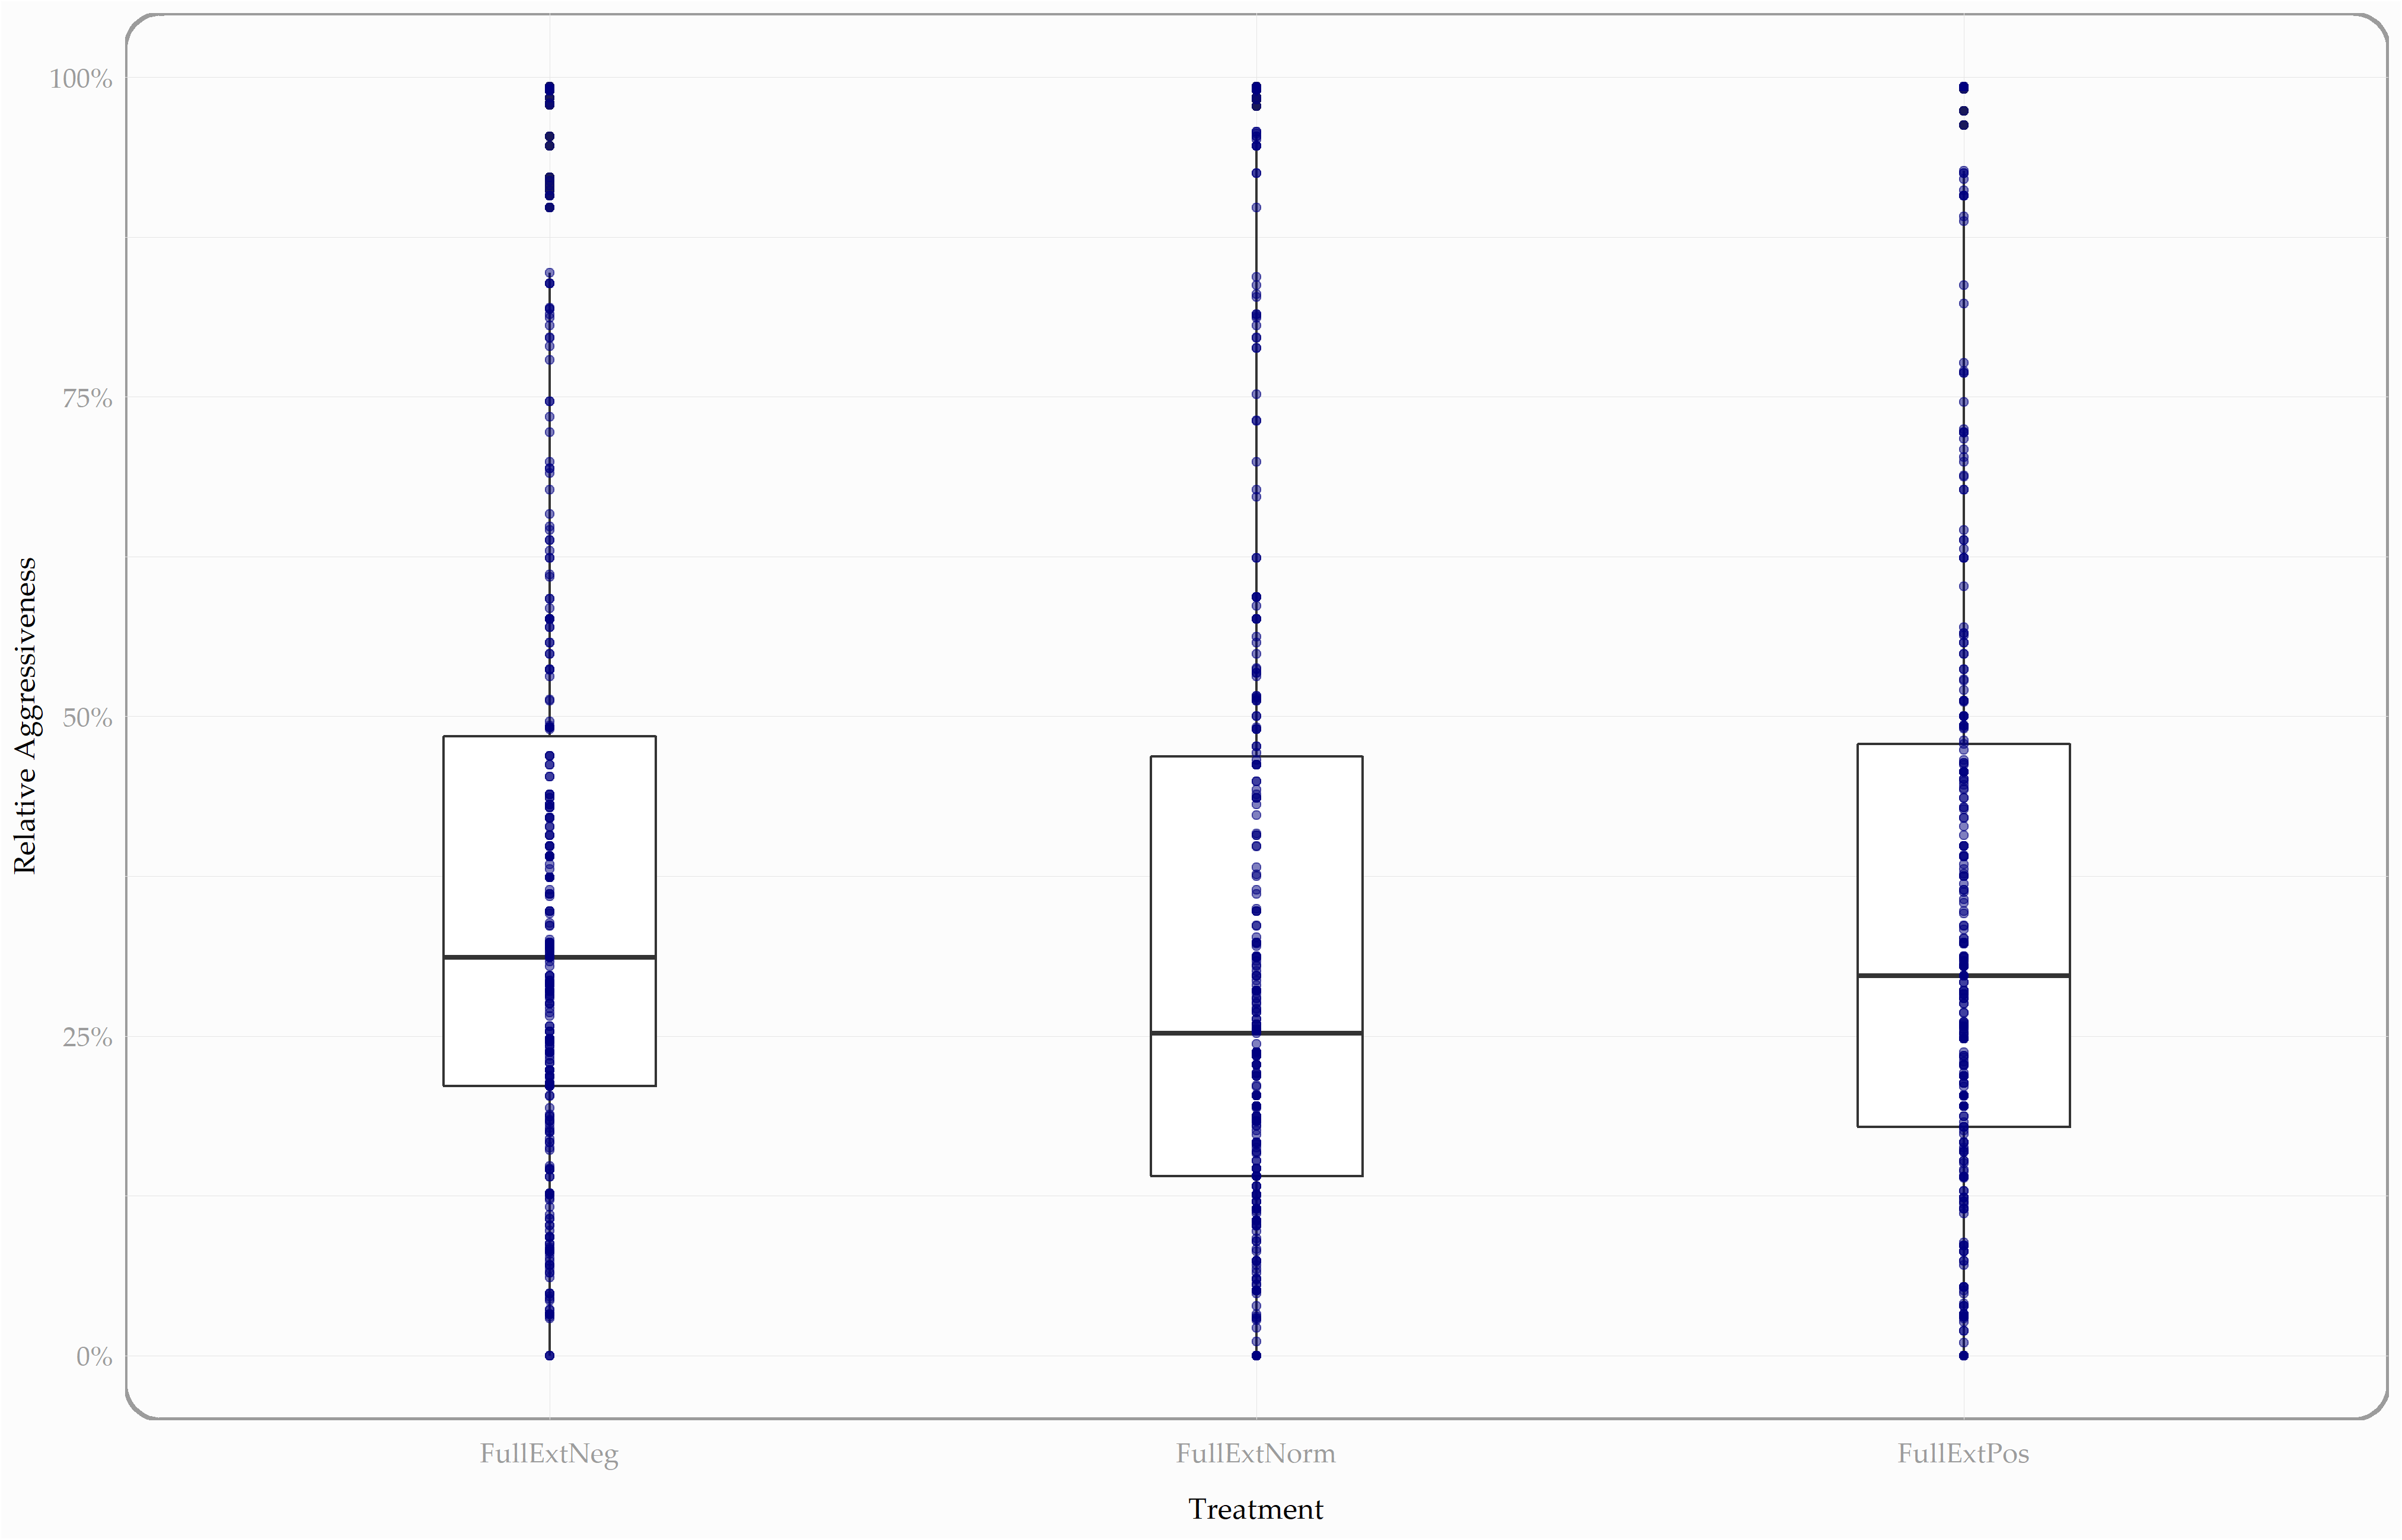 100%
75%
50%
25%
0%
Relative Aggressiveness
FullExtNeg
FullExtNorm
FullExtPos
Treatment